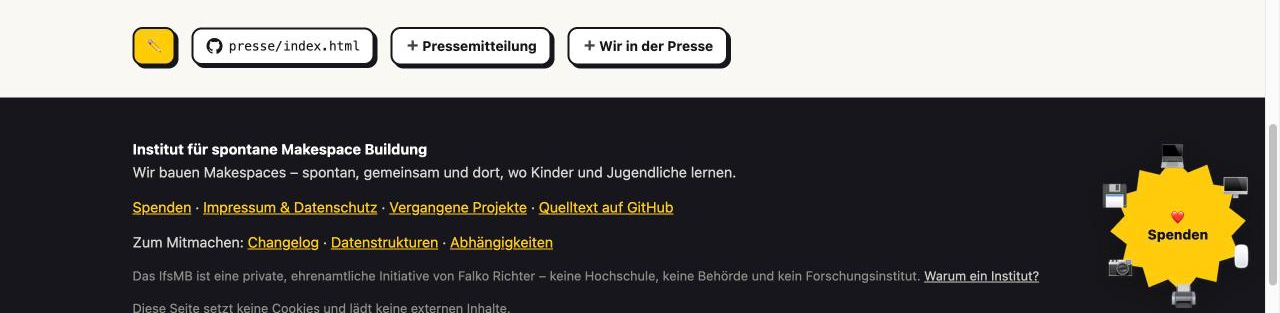 presse/index.html
+ Pressemitteilung
+ Wir in der Presse
Institut für spontane Makespace Buildung
Wir bauen Makespaces – spontan, gemeinsam und dort, wo Kinder und Jugendliche lernen.
Spenden · Impressum & Datenschutz · Vergangene Projekte · Quelltext auf GitHub
Zum Mitmachen: Changelog · Datenstrukturen · Abhängigkeiten
Das IfsMB ist eine private, ehrenamtliche Initiative von Falko Richter – keine Hochschule, keine Behörde und kein Forschungsinstitut. Warum ein Institut?
Diese Seite setzt keine Cookies und lädt keine externen Inhalte.
Spenden